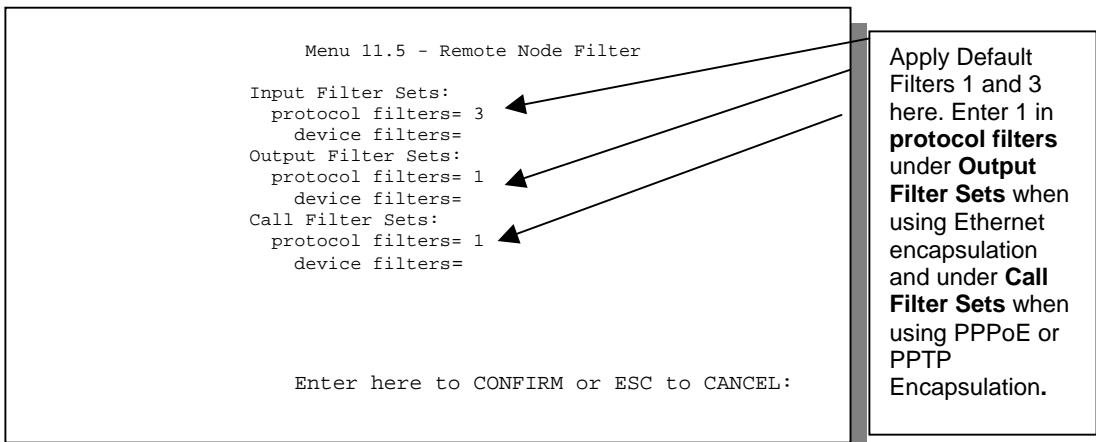 Menu 11.5 - Remote Node Filter
Input Filter Sets:
protocol filters= 3
device filters=
Output Filter Sets:
protocol filters= 1
device filters=
Call Filter Sets:
protocol filters= 1
device filters=
Enter here to CONFIRM or ESC to CANCEL:
Apply Default
Filters 1 and 3
here. Enter 1 in
protocol filters
under Output
Filter Sets when
using Ethernet
encapsulation
and under Call
Filter Sets when
using PPPoE or
PPTP
Encapsulation.